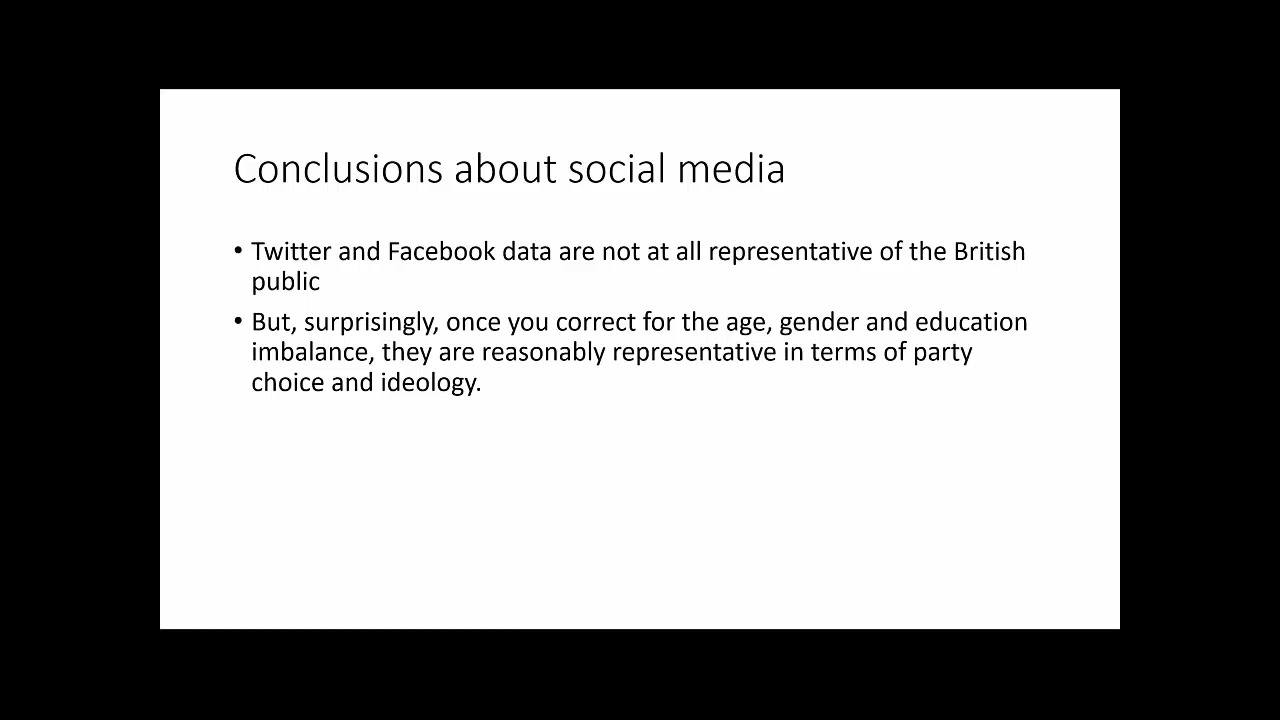 Conclusions about social media
• Twitter and Facebook data are not at all representative of the British
public
• But, surprisingly, once you correct for the age, gender and education
imbalance, they are reasonably representative in terms of party
choice and ideology.